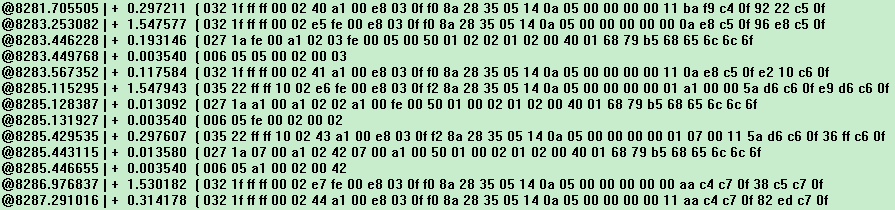 @8281.705505 | + 0.297211 ( 032 1f ff ff 00 02 40 a1 00 e8 03 0f f0 8a 28 35 05 14 0a 05 00 00 00 00 11 ba f9 c4 0f 92 22 c5 0f
@8283.253082 | + 1.547577 ( 032 1f ff ff 00 02 e5 fe 00 e8 03 0f f0 8a 28 35 05 14 0a 05 00 00 00 00 00 0a e8 c5 0f 96 e8 c5 0f
@8283.446228 | + 0.193146 ( 027 1a fe 00 a1 02 03 fe 00 05 00 50 01 02 02 01 02 00 40 01 68 79 b5 68 65 6c 6c 6f
@8283.449768 | + 0.003540 ( 006 05 05 00 02 00 03
@8283.567352 | + 0.117584 ( 032 1f ff ff 00 02 41 a1 00 e8 03 0f f0 8a 28 35 05 14 0a 05 00 00 00 00 11 0a e8 c5 0f e2 10 c6 0f
@8285.115295 | + 1.547943 ( 035 22 ff ff 10 02 e6 fe 00 e8 03 0f f2 8a 28 35 05 14 0a 05 00 00 00 00 01 a1 00 00 5a d6 c6 0f e9 d6 c6 0f
@8285.128387 | + 0.013092 ( 027 1a a1 00 a1 02 02 a1 00 fe 00 50 01 00 02 01 02 00 40 01 68 79 b5 68 65 6c 6c 6f
@8285.131927 | + 0.003540 ( 006 05 fe 00 02 00 02
@8285.429535 | + 0.297607 ( 035 22 ff ff 10 02 43 a1 00 e8 03 0f f2 8a 28 35 05 14 0a 05 00 00 00 00 01 07 00 11 5a d6 c6 0f 36 ff c6 0f
@8285.443115 | + 0.013580 ( 027 1a 07 00 a1 02 42 07 00 a1 00 50 01 00 02 01 02 00 40 01 68 79 b5 68 65 6c 6c 6f
@8285.446655 | + 0.003540 ( 006 05 a1 00 02 00 42
@8286.976837 | + 1.530182 ( 032 1f ff ff 00 02 e7 fe 00 e8 03 0f f0 8a 28 35 05 14 0a 05 00 00 00 00 00 aa c4 c7 0f 38 c5 c7 0f
@8287.291016 | + 0.314178 ( 032 1f ff ff 00 02 44 a1 00 e8 03 0f f0 8a 28 35 05 14 0a 05 00 00 00 00 11 aa c4 c7 0f 82 ed c7 0f